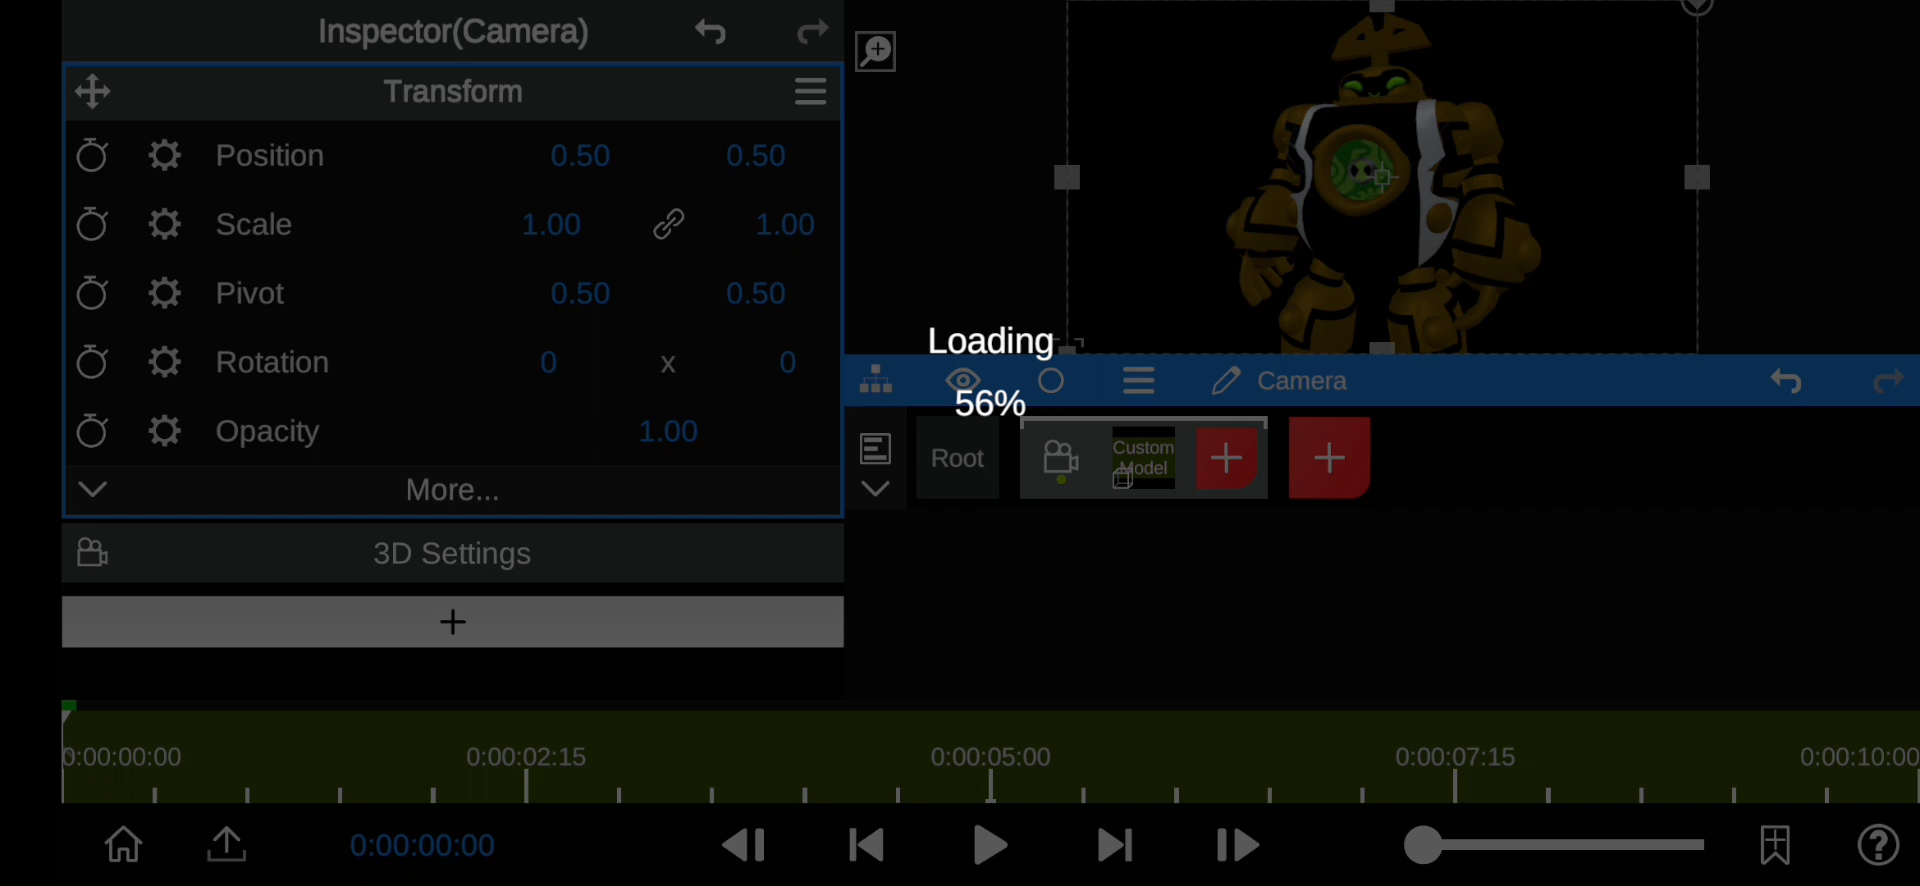 Inspector(Camera)
Transform
Position 0.50 0.50
Scale 1.00 1.00
Pivot 0.50 0.50
Rotation 0 x 0
Opacity 1.00
More...
3D Settings
Loading
56%
Camera
Root
Custom
Model
0:00:00:00 0:00:02:15 0:00:05:00 0:00:07:15 0:00:10:00
0:00:00:00